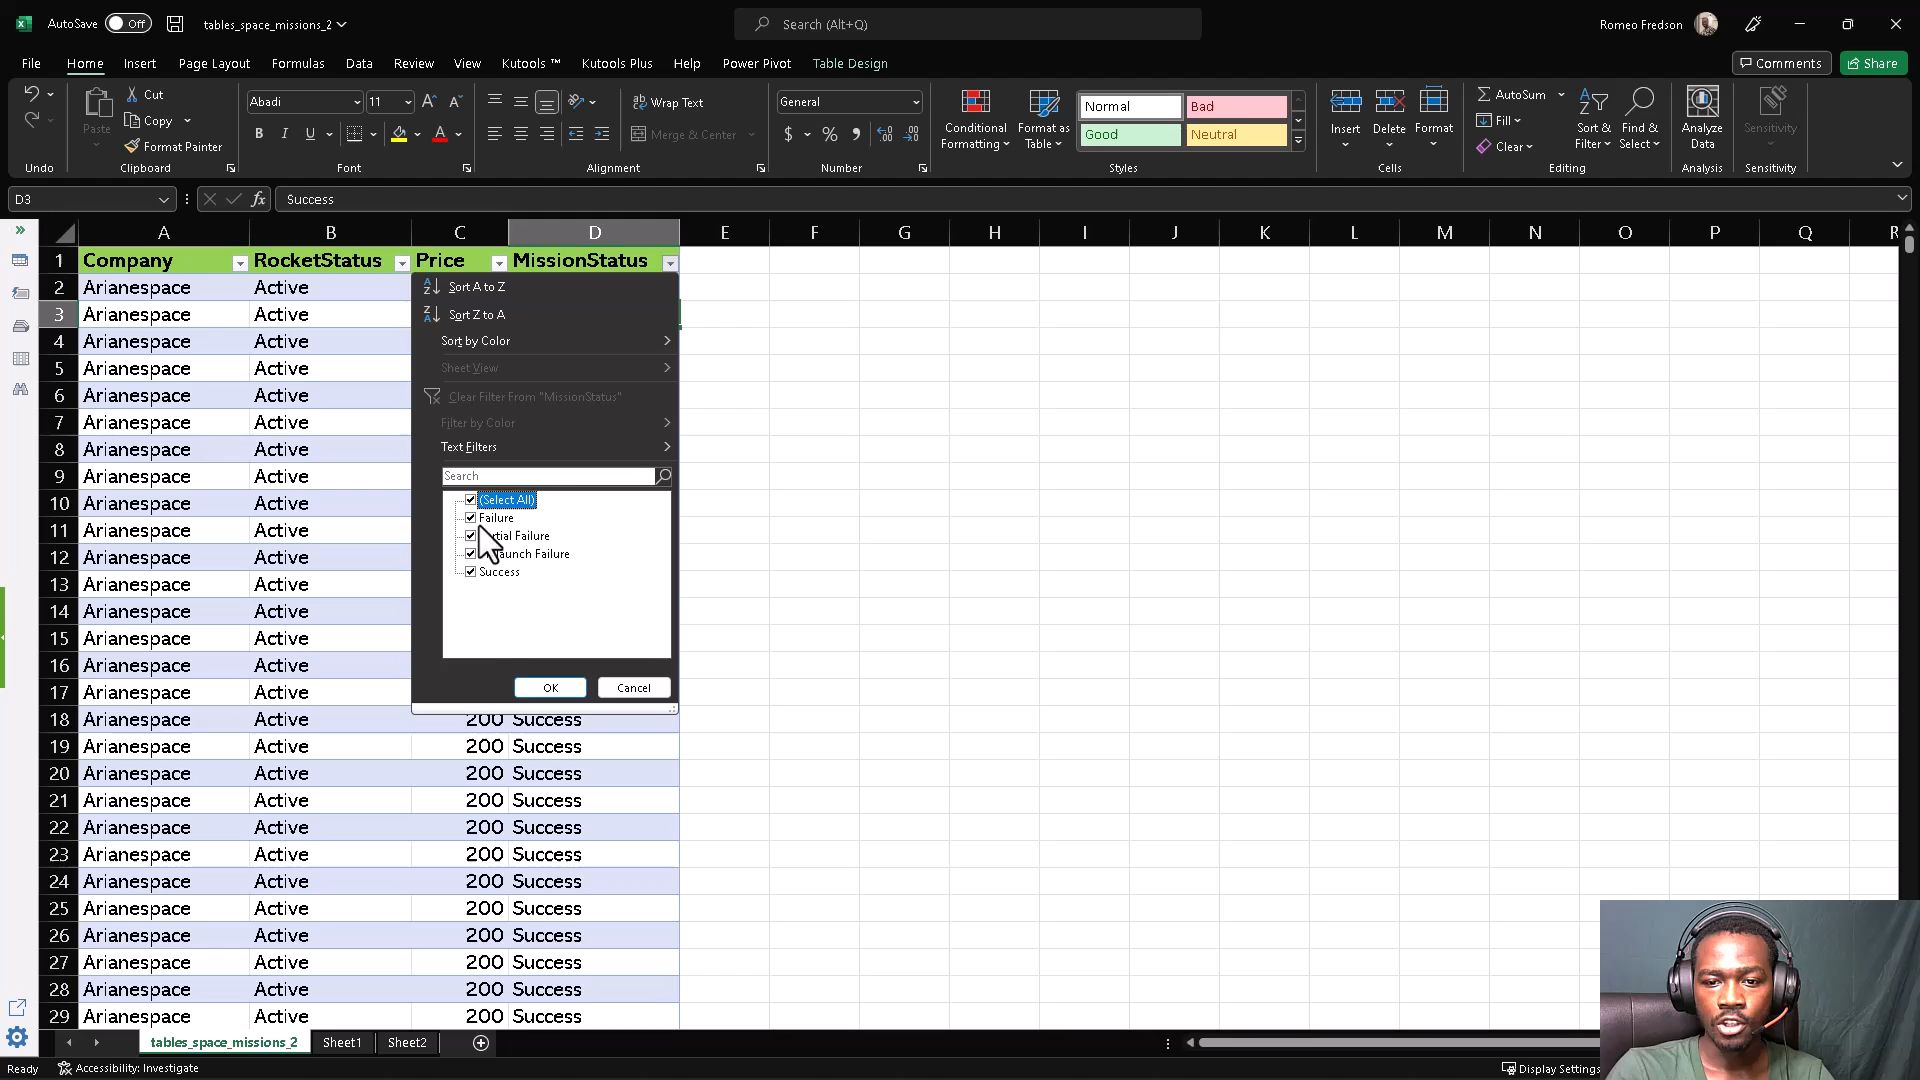 AutoSave Off tables_space_missions_2 Search (Alt+Q) Romeo Fredson
File Home Insert Page Layout Formulas Data Review View Kutools ™ Kutools Plus Help Power Pivot Table Design Comments Share
Paste Cut Copy Format Painter
Abadi 11
B I U
Wrap Text
Merge & Center
General
$ %
Conditional Formatting
Format as Table
Normal Bad
Good Neutral
Insert Delete Format
AutoSum
Fill
Clear
Sort & Filter
Find & Select
Analyze Data
Sensitivity
Undo Clipboard Font Alignment Number Styles Cells Editing Analysis Sensitivity
D3 fx Success
A B C D E F G H I J K L M N O P Q R
1 Company RocketStatus Price MissionStatus
2 Arianespace Active
3 Arianespace Active
4 Arianespace Active
5 Arianespace Active
6 Arianespace Active
7 Arianespace Active
8 Arianespace Active
9 Arianespace Active
10 Arianespace Active
11 Arianespace Active
12 Arianespace Active
13 Arianespace Active
14 Arianespace Active
15 Arianespace Active
16 Arianespace Active
17 Arianespace Active
18 Arianespace Active 200 Success
19 Arianespace Active 200 Success
20 Arianespace Active 200 Success
21 Arianespace Active 200 Success
22 Arianespace Active 200 Success
23 Arianespace Active 200 Success
24 Arianespace Active 200 Success
25 Arianespace Active 200 Success
26 Arianespace Active 200 Success
27 Arianespace Active 200 Success
28 Arianespace Active 200 Success
29 Arianespace Active 200 Success
Sort A to Z
Sort Z to A
Sort by Color
Sheet View
Clear Filter From "MissionStatus"
Filter by Color
Text Filters
Search
(Select All)
Failure
Failure
Failure
Success
OK Cancel
tables_space_missions_2 Sheet1 Sheet2
Ready Accessibility: Investigate Display Settings